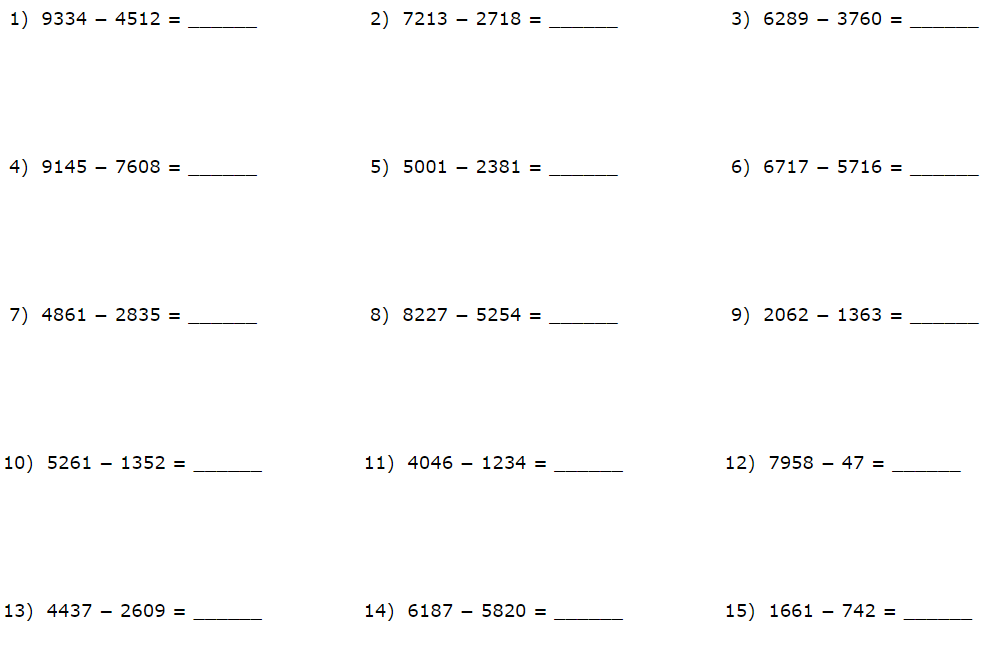 1) 9334 − 4512 = ______ 2) 7213 − 2718 = ______ 3) 6289 − 3760 = ______
4) 9145 − 7608 = ______ 5) 5001 − 2381 = ______ 6) 6717 − 5716 = ______
7) 4861 − 2835 = ______ 8) 8227 − 5254 = ______ 9) 2062 − 1363 = ______
10) 5261 − 1352 = ______ 11) 4046 − 1234 = ______ 12) 7958 − 47 = ______
13) 4437 − 2609 = ______ 14) 6187 − 5820 = ______ 15) 1661 − 742 = ______